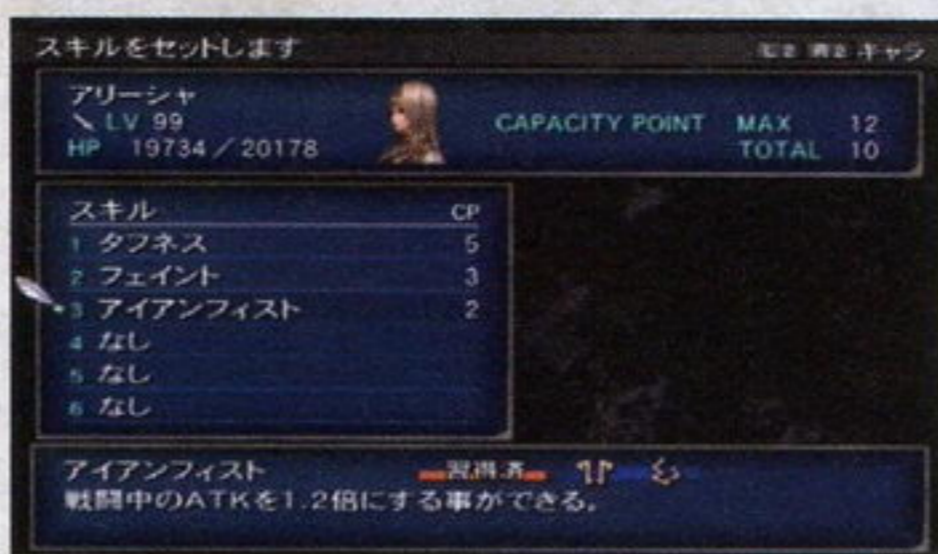 スキルをセットします
キャラ
アリーシャ
LV 99
HP 19734／20178
CAPACITY POINT MAX 12
TOTAL 10
スキル CP
1 タフネス 5
2 フェイント 3
3 アイアンフィスト 2
4 なし
5 なし
6 なし
アイアンフィスト 習得済
戦闘中のATKを1.2倍にする事ができる。